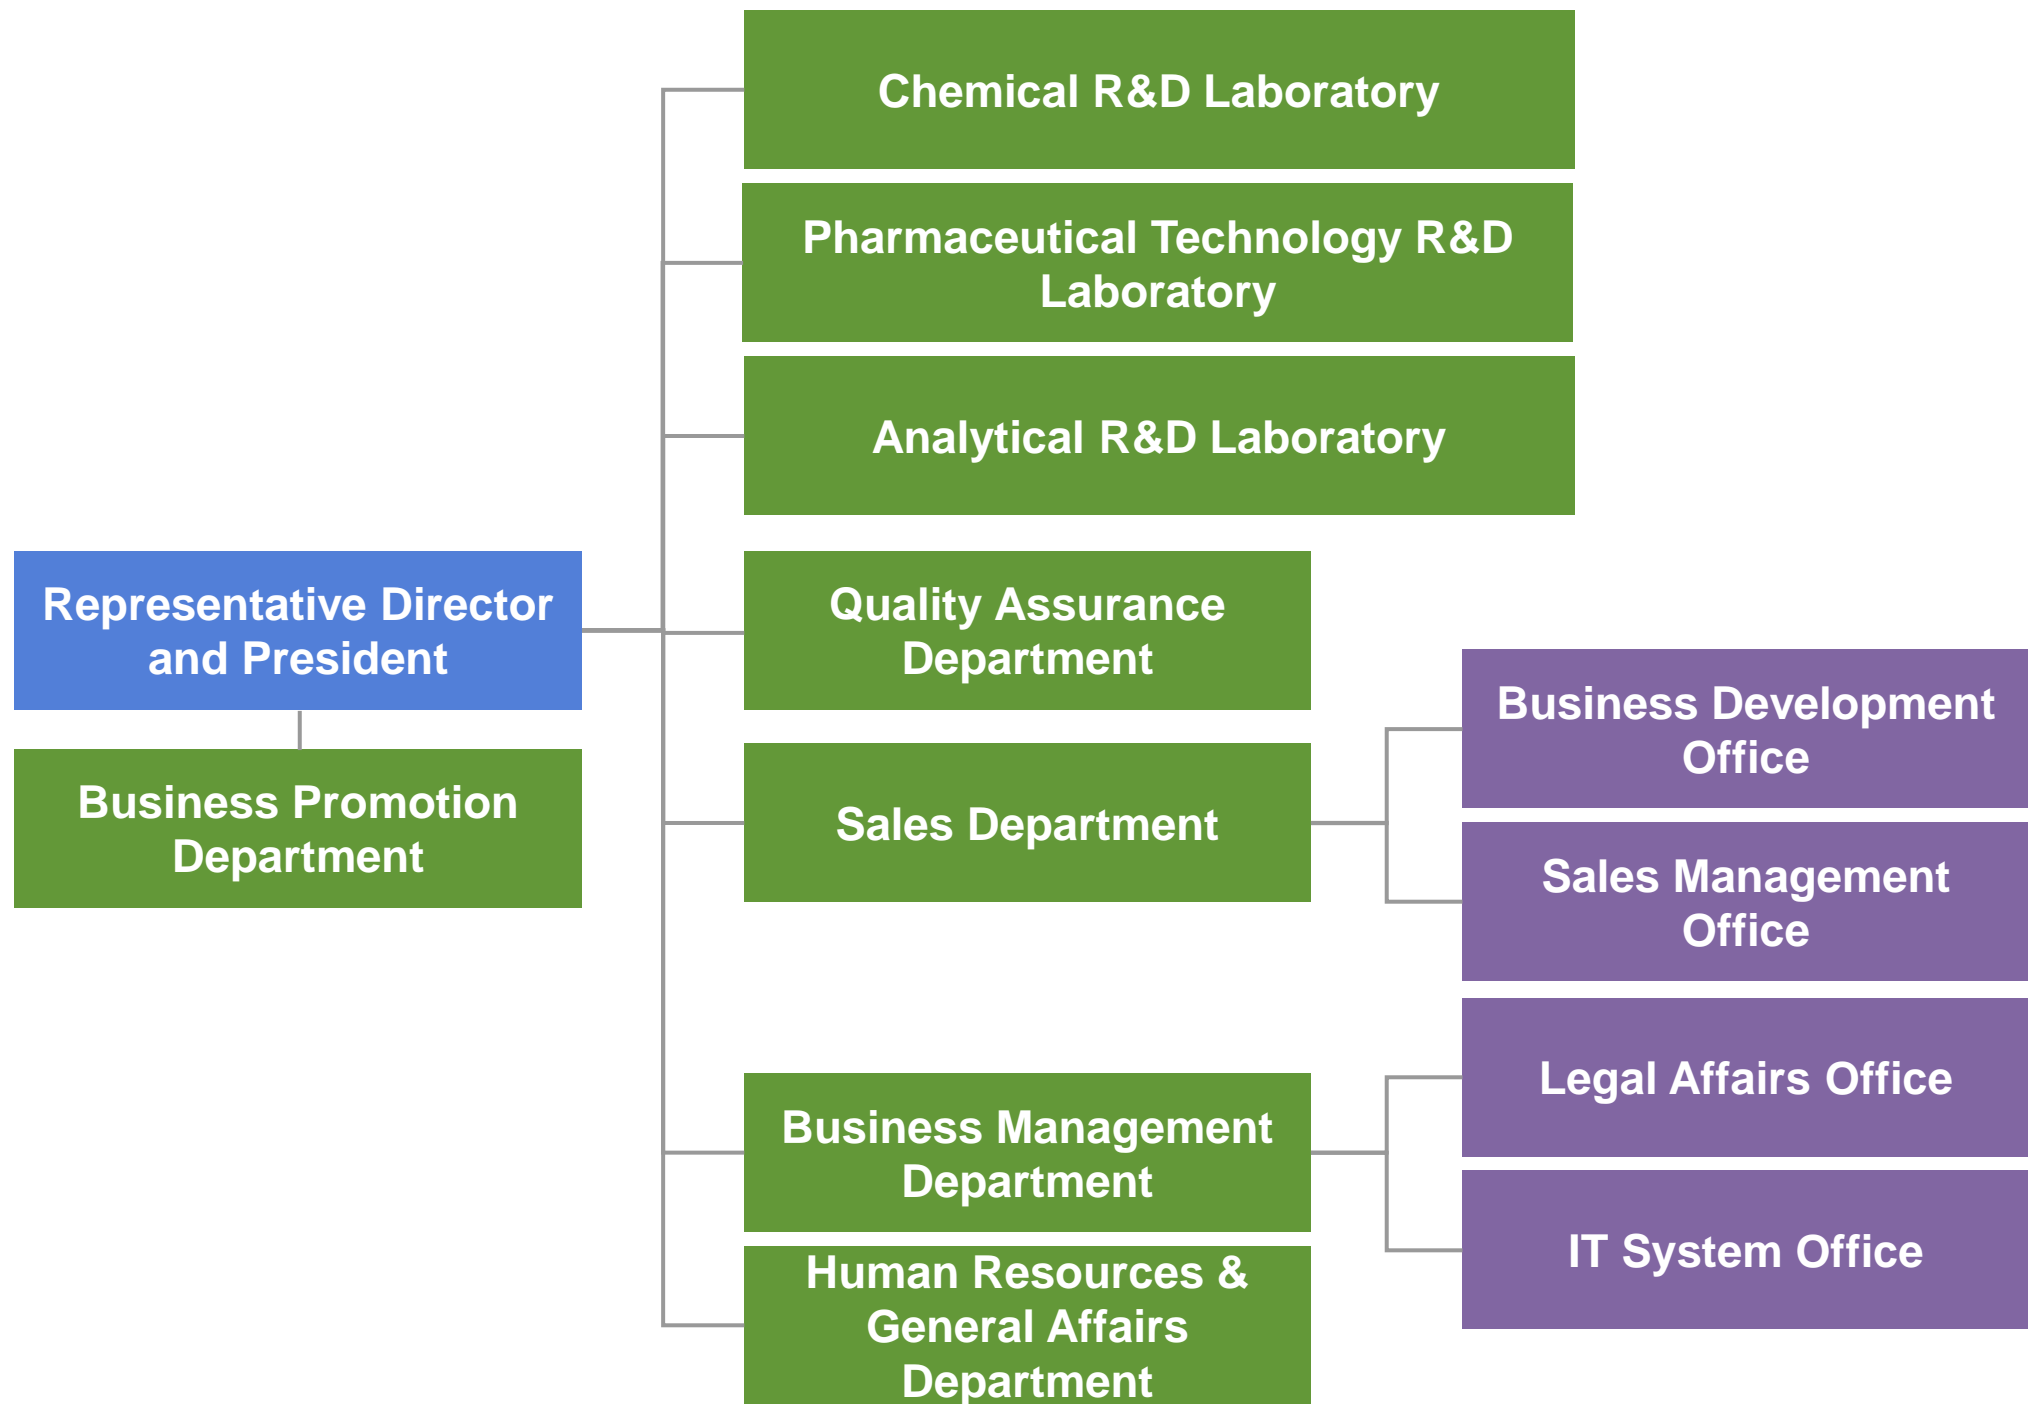 Chemical R&D Laboratory
Pharmaceutical Technology R&D
Laboratory
Analytical R&D Laboratory
Representative Director
and President
Business Promotion
Department
Quality Assurance
Department
Sales Department
Business Development
Office
Sales Management
Office
Business Management
Department
Legal Affairs Office
IT System Office
Human Resources &
General Affairs
Department